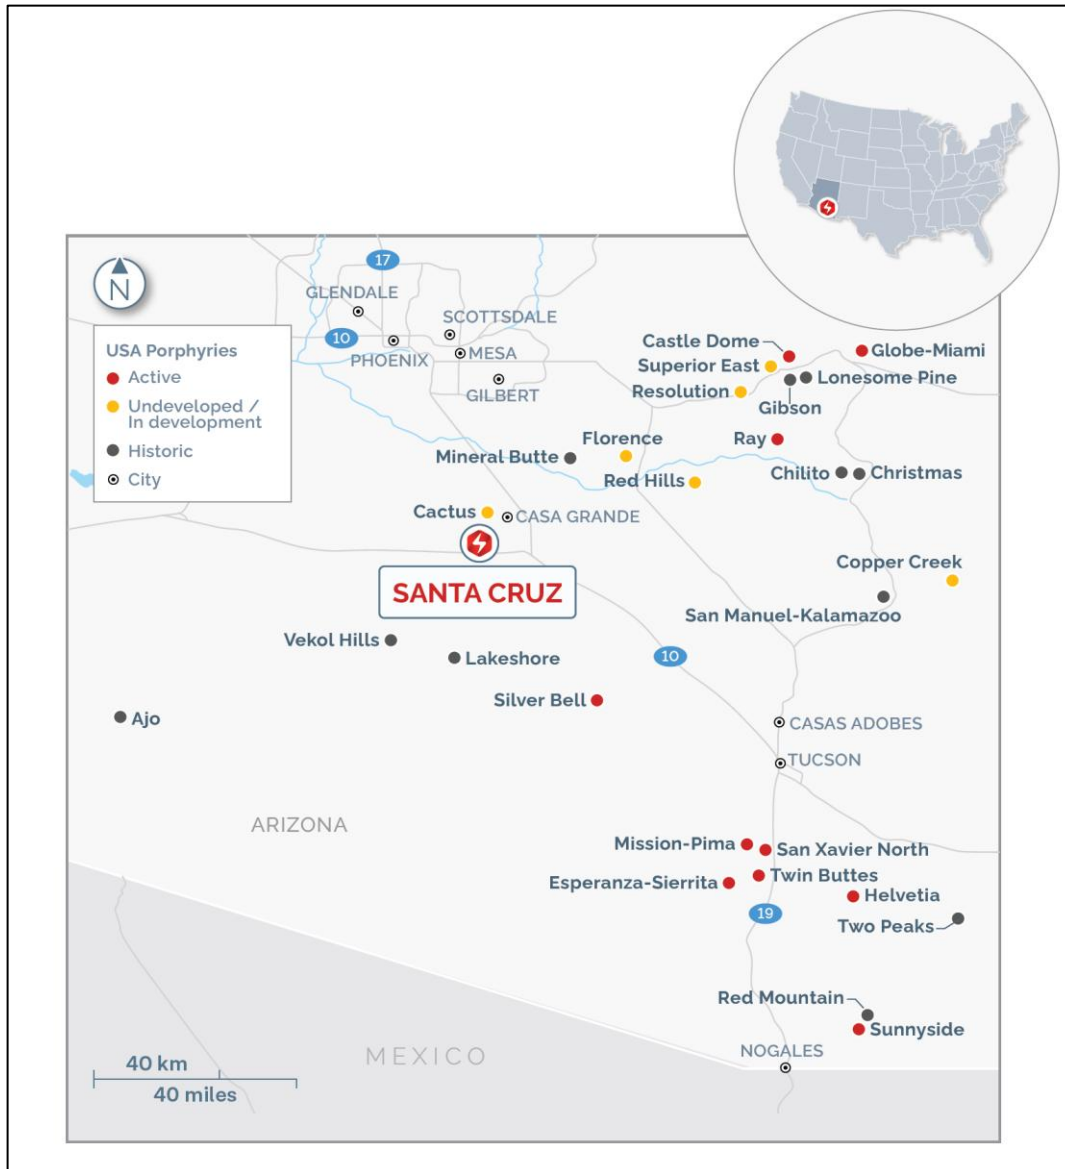 N
USA Porphyries
Active
Undeveloped /
In development
Historic
City
17
GLENDALE
SCOTTSDALE
10
PHOENIX
MESA
GILBERT
Castle Dome
Globe-Miami
Superior East
Lonesome Pine
Resolution
Gibson
Florence
Ray
Mineral Butte
Red Hills
Chilito
Christmas
Cactus
CASA GRANDE
SANTA CRUZ
Copper Creek
San Manuel-Kalamazoo
Vekol Hills
Lakeshore
10
Silver Bell
Ajo
CASAS ADOBES
TUCSON
ARIZONA
Mission-Pima
San Xavier North
Twin Buttes
Esperanza-Sierrita
Helvetia
19
Two Peaks
Red Mountain
Sunnyside
NOGALES
MEXICO
40 km
40 miles